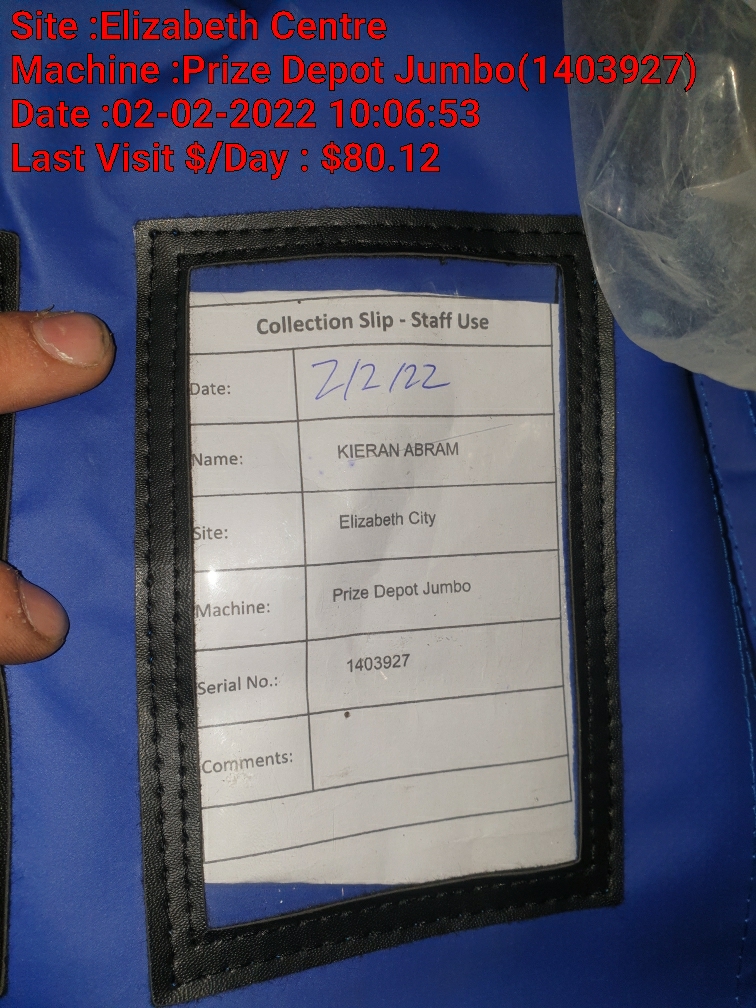 Site :Elizabeth Centre
Machine :Prize Depot Jumbo(1403927)
Date :02-02-2022 10:06:53
Last Visit $/Day : $80.12
Collection Slip - Staff Use
Date: 2/2/22
Name: KIERAN ABRAM
Site: Elizabeth City
Machine: Prize Depot Jumbo
Serial No.: 1403927
Comments: